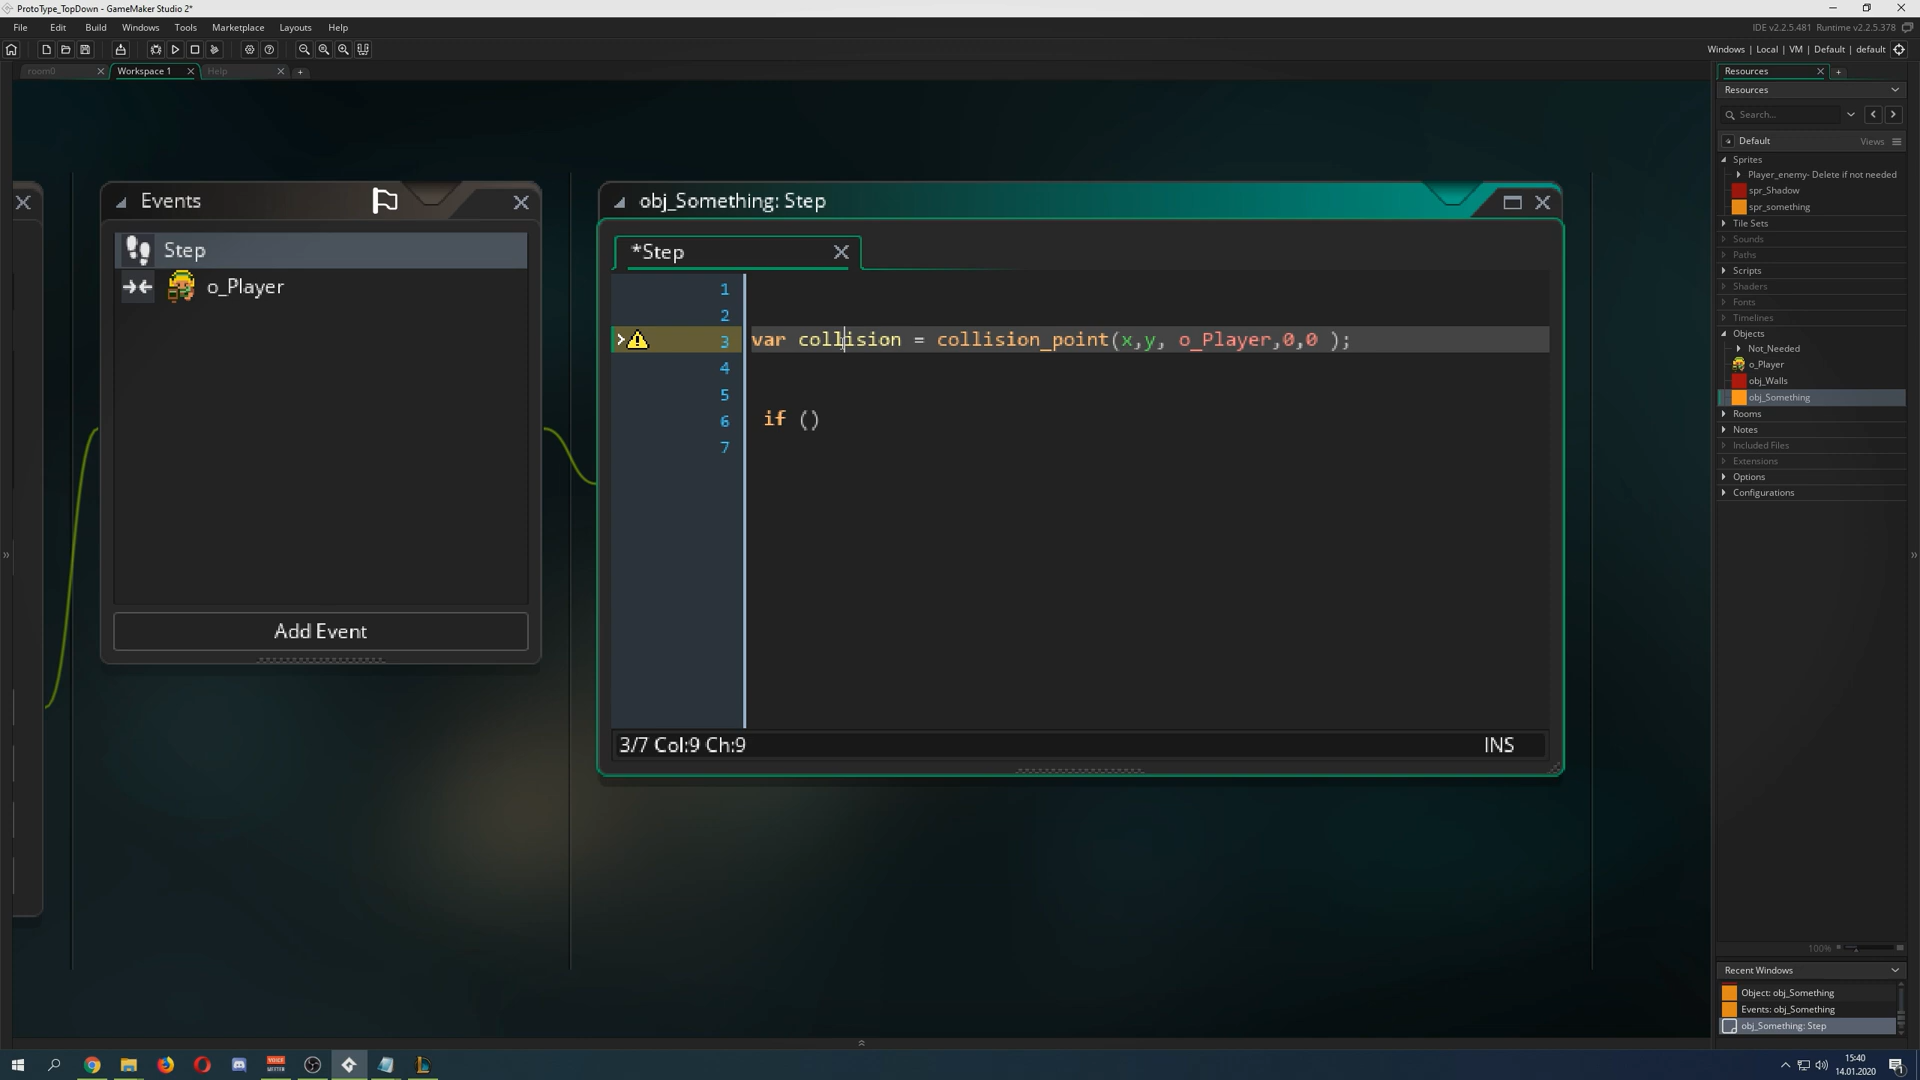 ProtoType_TopDown - GameMaker Studio 2*
File Edit Build Windows Tools Marketplace Layouts Help
IDE v2.2.5.481 Runtime v2.2.5.378
Windows | Local | VM | Default | default
room0
Workspace 1
Help
+
Resources
+
Resources
Search...
Default
Views
Sprites
Player_enemy- Delete if not needed
spr_Shadow
spr_something
Tile Sets
Sounds
Paths
Scripts
Shaders
Fonts
Timelines
Objects
Not_Needed
o_Player
obj_Walls
obj_Something
Rooms
Notes
Included Files
Extensions
Options
Configurations
100%
Recent Windows
Object: obj_Something
Events: obj_Something
obj_Something: Step
Events
Step
o_Player
Add Event
obj_Something: Step
*Step
1
2
3 var collision = collision_point(x,y, o_Player,0,0 );
4
5
6 if ()
7
3/7 Col:9 Ch:9
INS
15:40
14.01.2020